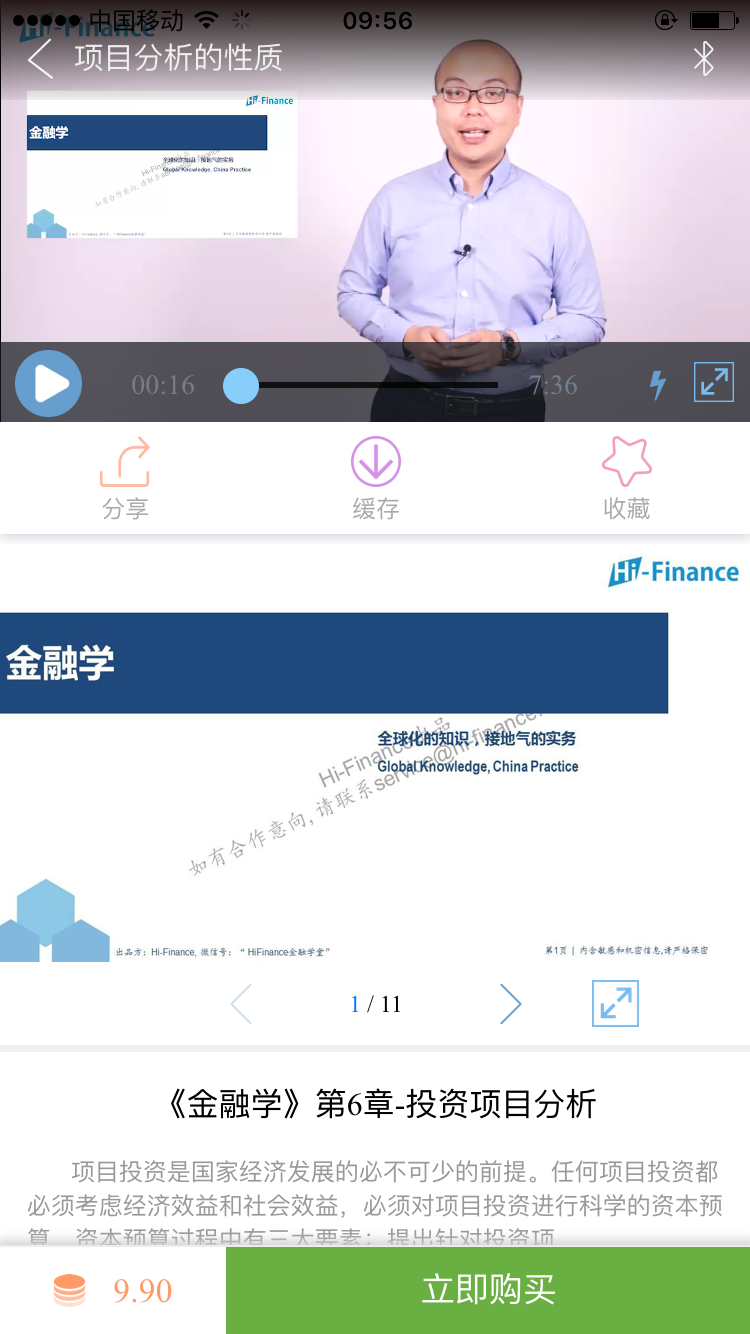 中国移动
09:56
Hi-Finance
项目分析的性质
Hi-Finance
金融学
全球化的知识，接地气的实务
Global Knowledge, China Practice
00:16
7:36
分享
缓存
收藏
Hi-Finance
金融学
全球化的知识，接地气的实务
Global Knowledge, China Practice
Hi-Finance出品
如有合作意向,请联系service@hi-finance.
出品方：Hi-Finance, 微信号：“ HiFinance金融学堂”
第1页 | 内含敏感和机密信息,请严格保密
1 / 11
《金融学》第6章-投资项目分析
项目投资是国家经济发展的必不可少的前提。任何项目投资都
必须考虑经济效益和社会效益，必须对项目投资进行科学的资本预
算。资本预算过程中有三大要素：提出针对投资项
9.90
立即购买